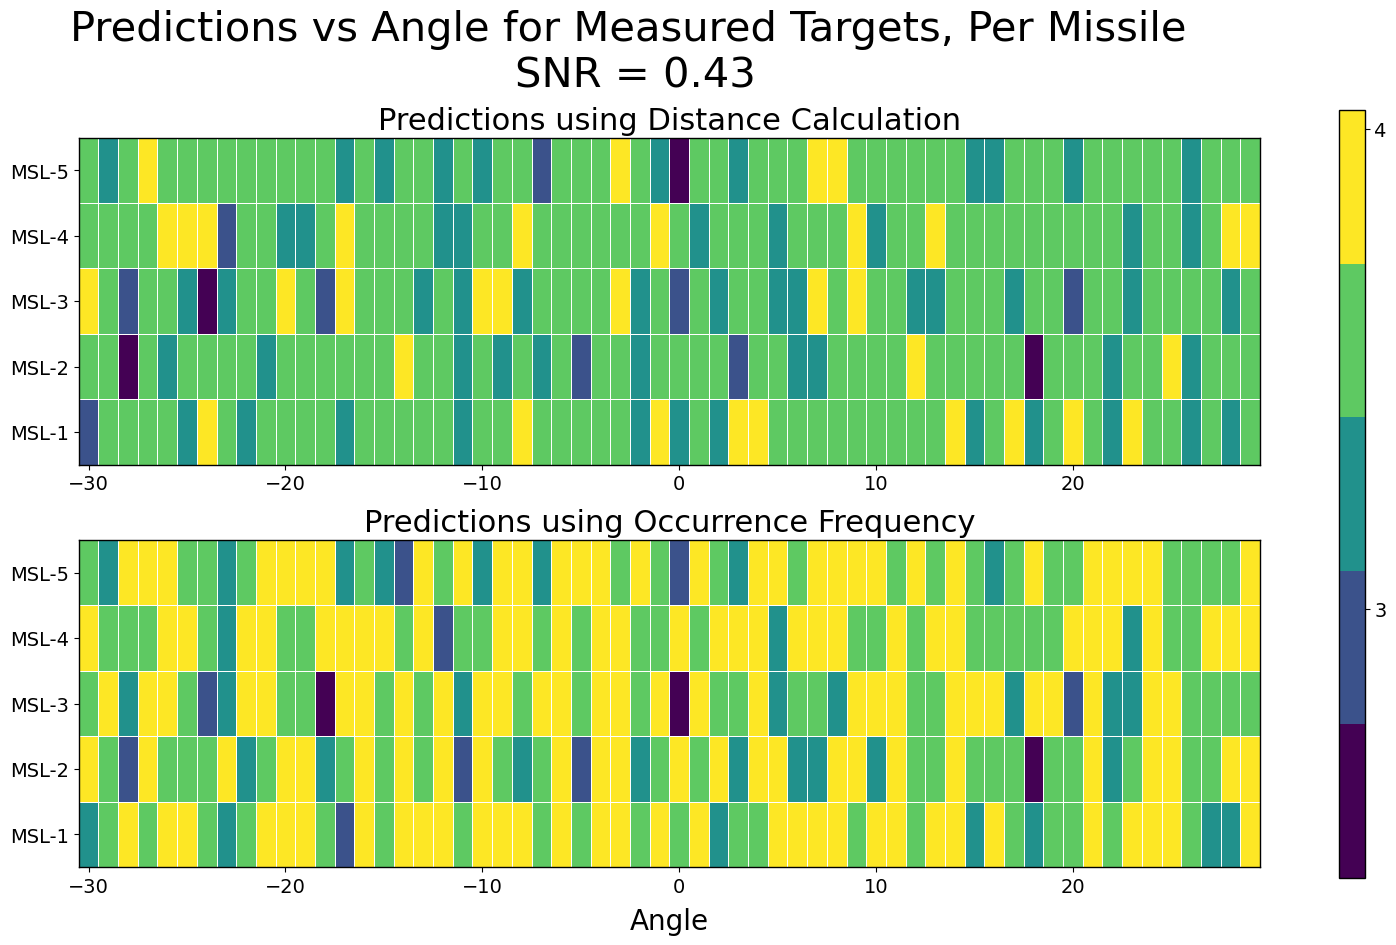 Predictions vs Angle for Measured Targets, Per Missile
SNR = 0.43
Predictions using Distance Calculation
MSL-5
MSL-4
MSL-3
MSL-2
MSL-1
−30 −20 −10 0 10 20
Predictions using Occurrence Frequency
MSL-5
MSL-4
MSL-3
MSL-2
MSL-1
−30 −20 −10 0 10 20
Angle
4
3